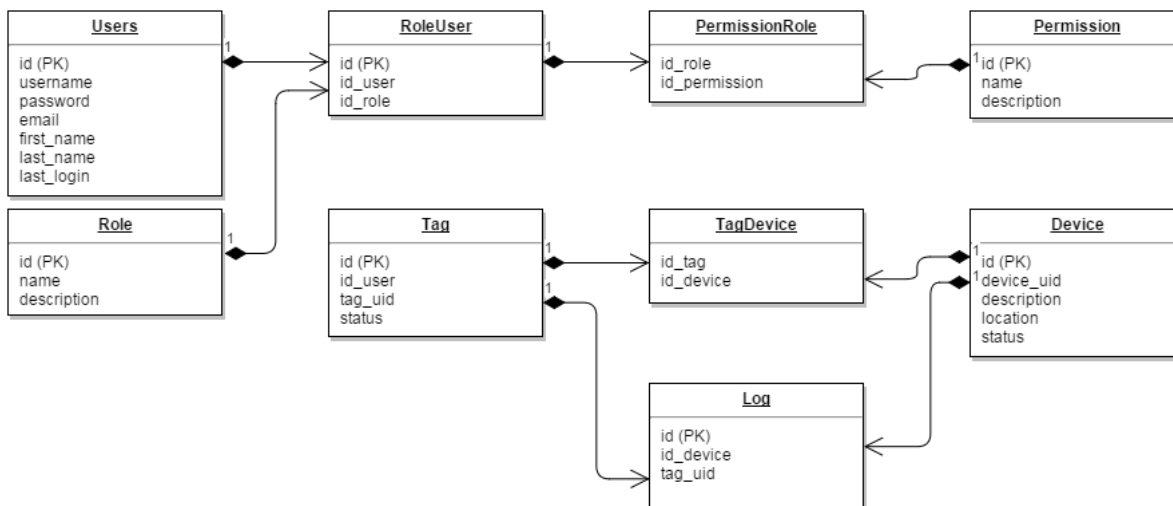 Users
1
id (PK)
username
password
email
first_name
last_name
last_login
RoleUser
1
id (PK)
id_user
id_role
PermissionRole
id_role
id_permission
Permission
1
id (PK)
name
description
Role
1
id (PK)
name
description
Tag
1
id (PK)
id_user
1
tag_uid
status
TagDevice
id_tag
id_device
Device
id (PK)
1
device_uid
1
description
location
status
Log
id (PK)
id_device
tag_uid